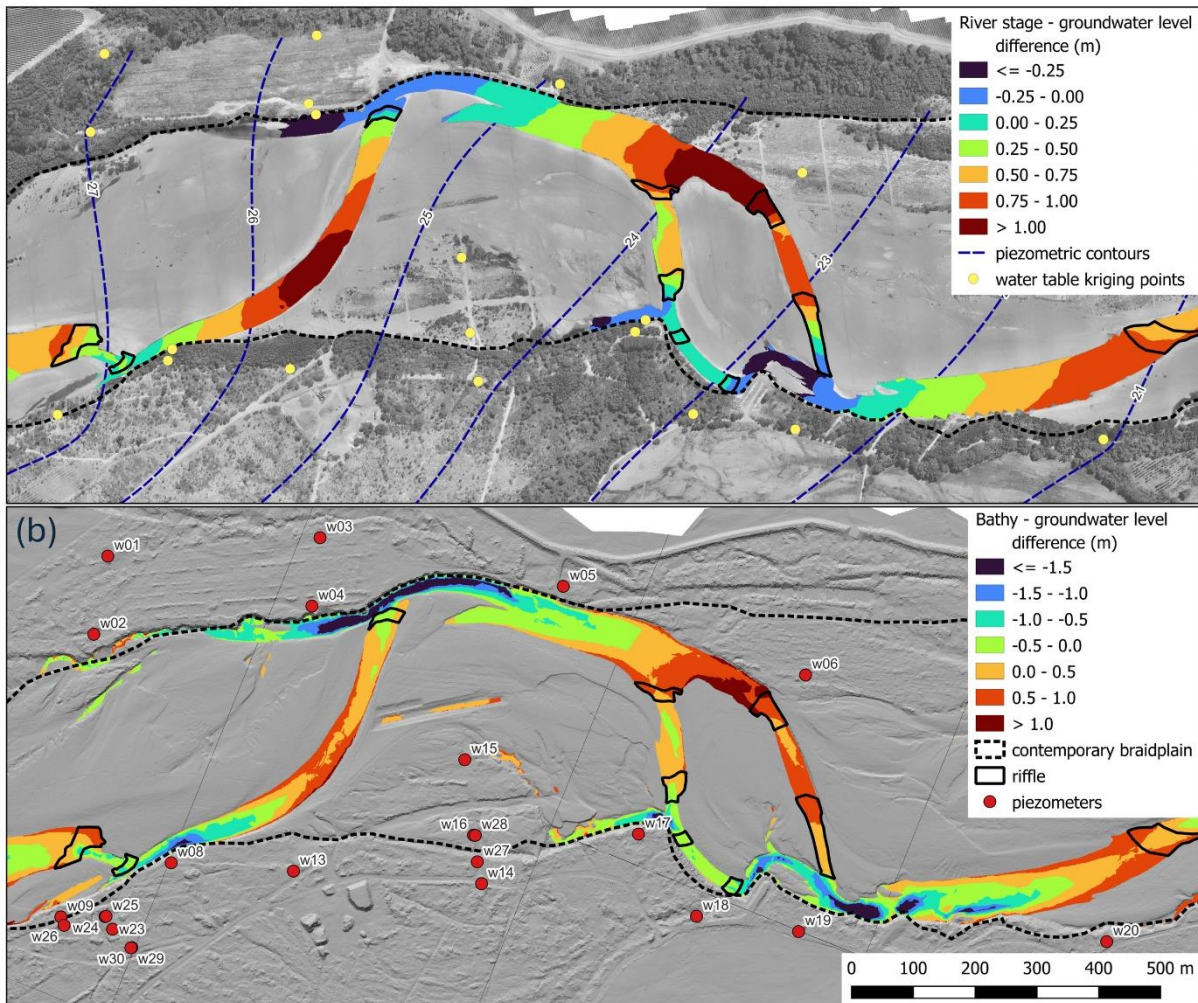 River stage - groundwater level
difference (m)
<= -0.25
-0.25 - 0.00
0.00 - 0.25
0.25 - 0.50
0.50 - 0.75
0.75 - 1.00
> 1.00
piezometric contours
water table kriging points
27
26
25
24
23
21
(b)
Bathy - groundwater level
difference (m)
<= -1.5
-1.5 - -1.0
-1.0 - -0.5
-0.5 - 0.0
0.0 - 0.5
0.5 - 1.0
> 1.0
contemporary braidplain
riffle
piezometers
w01
w03
w02
w04
w05
w06
w15
w16
w28
w17
w08
w13
w27
w14
w09
w25
w26
w24
w23
w18
w19
w20
w30
w29
0 100 200 300 400 500 m